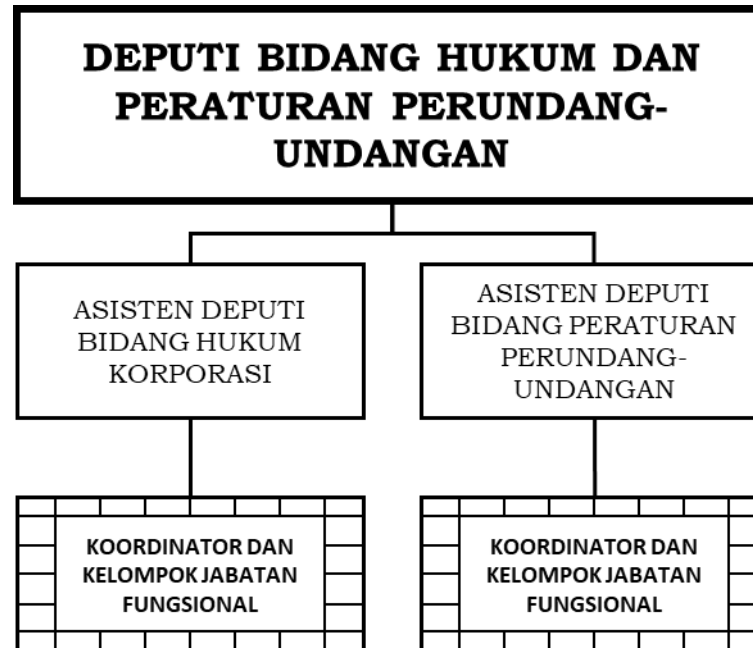 DEPUTI BIDANG HUKUM DAN
PERATURAN PERUNDANG-
UNDANGAN
ASISTEN DEPUTI
BIDANG HUKUM
KORPORASI
ASISTEN DEPUTI
BIDANG PERATURAN
PERUNDANG-
UNDANGAN
KOORDINATOR DAN
KELOMPOK JABATAN
FUNGSIONAL
KOORDINATOR DAN
KELOMPOK JABATAN
FUNGSIONAL